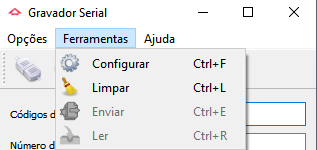 Gravador Serial
Opções Ferramentas Ajuda
Configurar Ctrl+F
Limpar Ctrl+L
Enviar Ctrl+E
Ler Ctrl+R
Códigos d
Número d